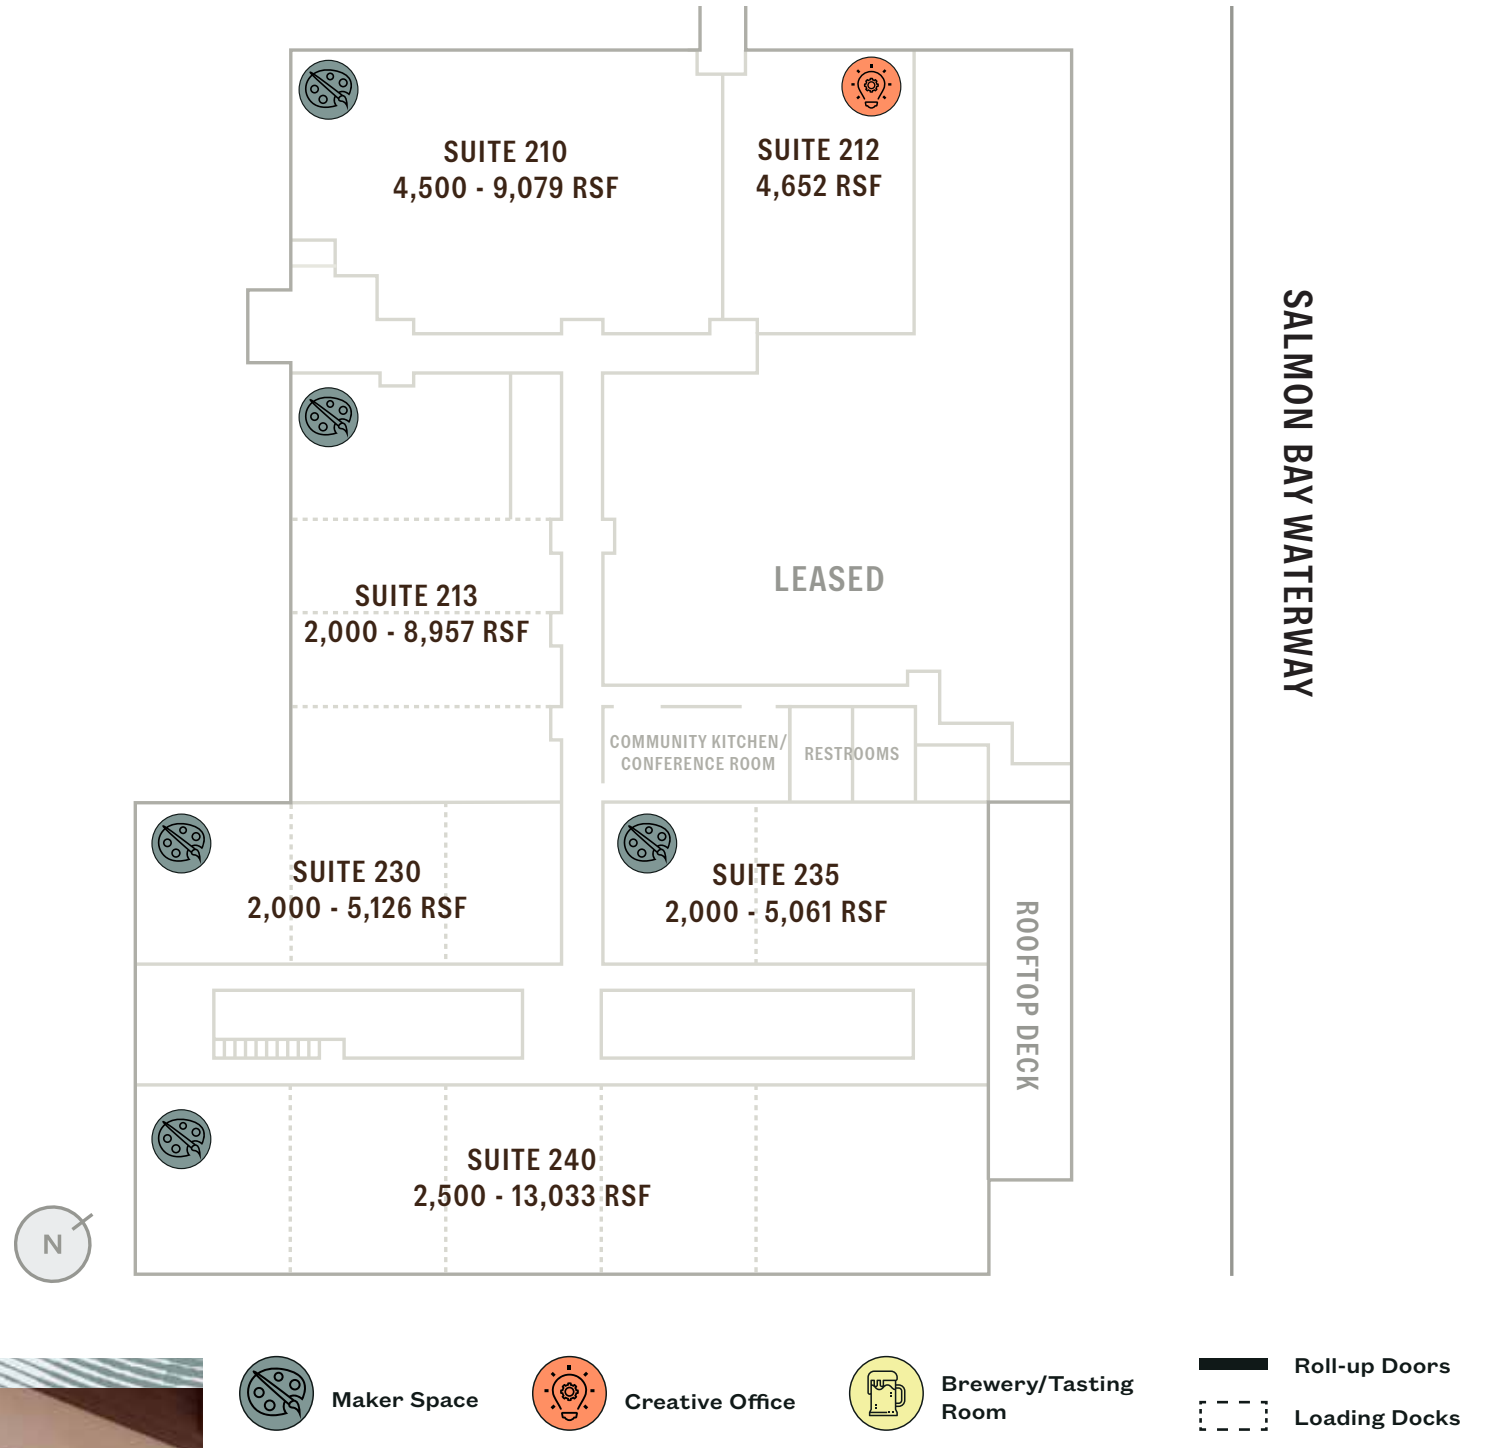 SUITE 210
4,500 - 9,079 RSF
SUITE 212
4,652 RSF
SALMON BAY WATERWAY
LEASED
SUITE 213
2,000 - 8,957 RSF
COMMUNITY KITCHEN/
CONFERENCE ROOM
RESTROOMS
SUITE 230
2,000 - 5,126 RSF
SUITE 235
2,000 - 5,061 RSF
ROOFTOP DECK
SUITE 240
2,500 - 13,033 RSF
N
Maker Space
Creative Office
Brewery/Tasting
Room
Roll-up Doors
Loading Docks